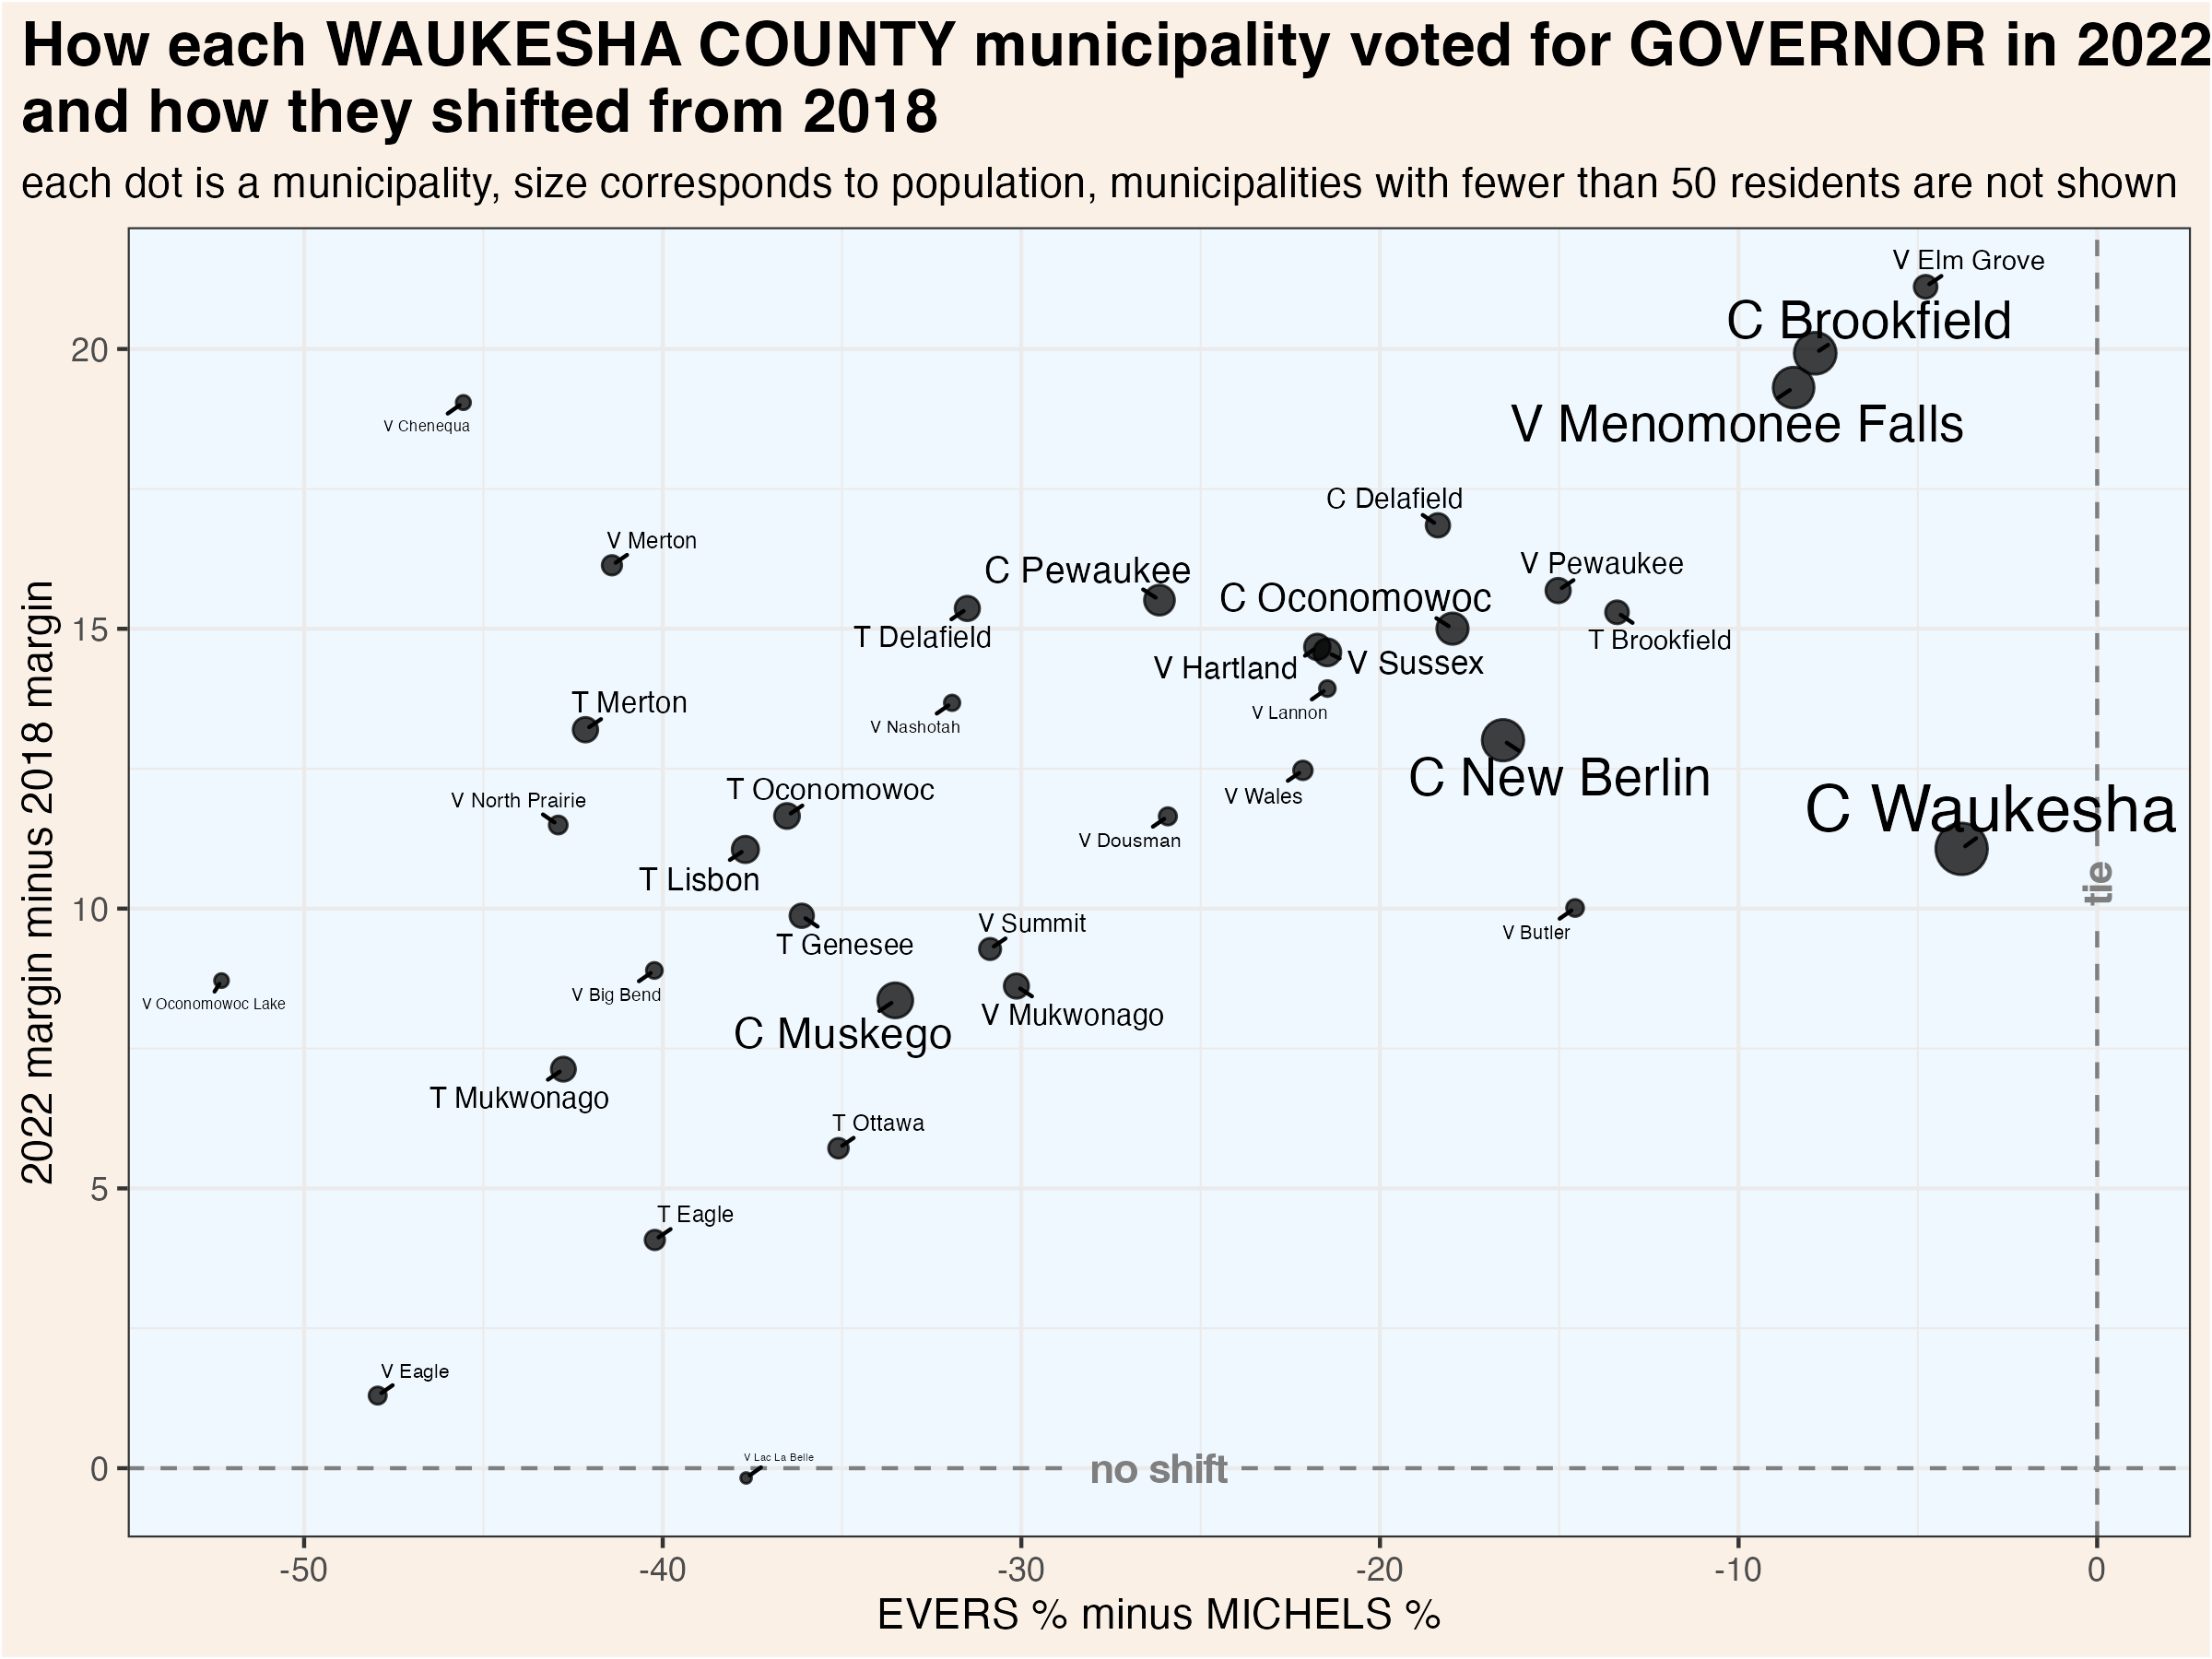 How each WAUKESHA COUNTY municipality voted for GOVERNOR in 2022
and how they shifted from 2018
each dot is a municipality, size corresponds to population, municipalities with fewer than 50 residents are not shown
V Elm Grove
C Brookfield
20
V Chenequa
V Menomonee Falls
C Delafield
V Merton
V Pewaukee
C Pewaukee
C Oconomowoc
15
T Delafield
T Brookfield
V Hartland
V Sussex
T Merton
V Lannon
V Nashotah
C New Berlin
T Oconomowoc
V Wales
V North Prairie
C Waukesha
V Dousman
T Lisbon
tie
10
V Summit
V Butler
T Genesee
V Big Bend
V Oconomowoc Lake
V Mukwonago
C Muskego
T Mukwonago
T Ottawa
5
T Eagle
V Eagle
V Lac La Belle
0
no shift
2022 margin minus 2018 margin
-50
-40
-30
-20
-10
0
EVERS % minus MICHELS %